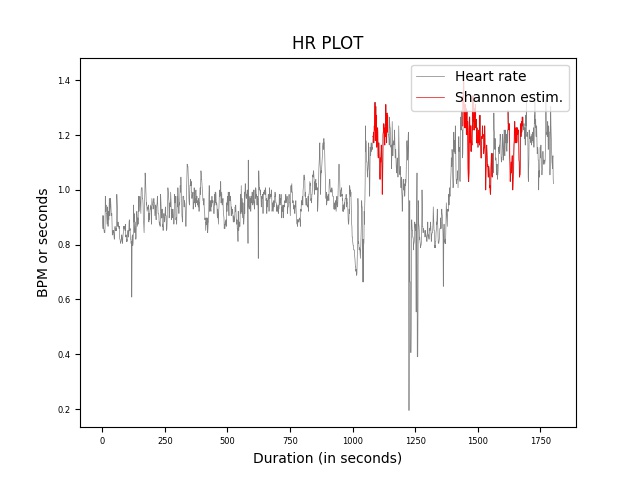 HR PLOT
Heart rate
Shannon estim.
BPM or seconds
1.4
1.2
1.0
0.8
0.6
0.4
0.2
0 250 500 750 1000 1250 1500 1750
Duration (in seconds)